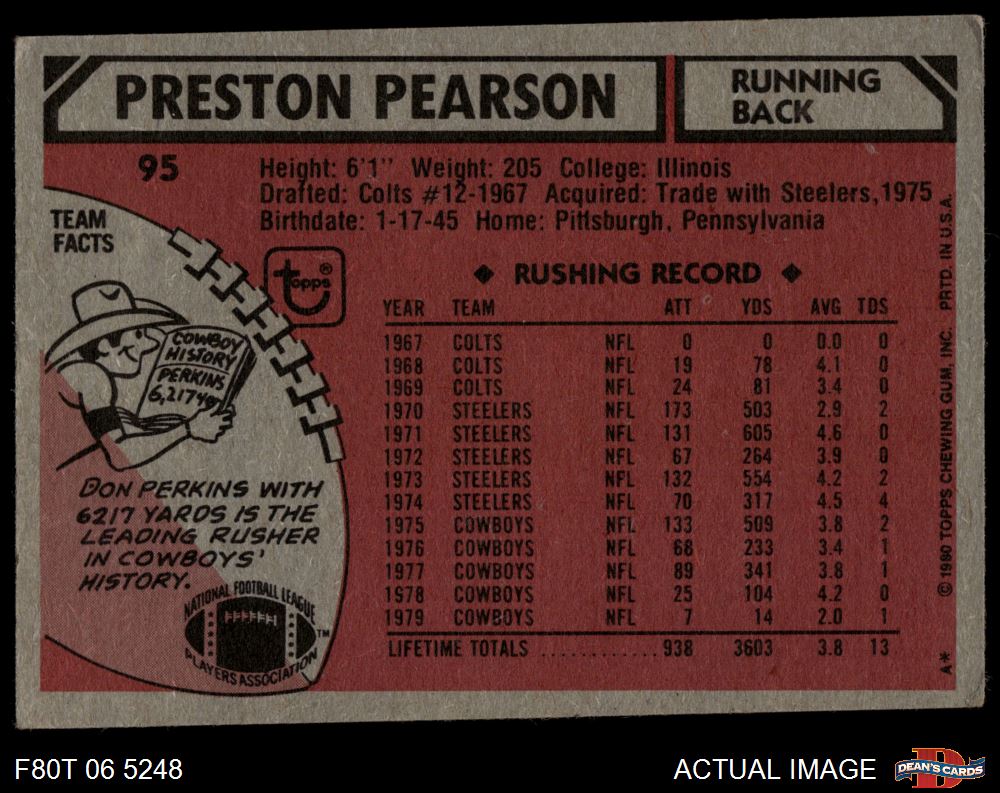 PRESTON PEARSON
RUNNING
BACK
95
Height: 6'1" Weight: 205 College: Illinois
Drafted: Colts #12-1967 Acquired: Trade with Steelers, 1975
Birthdate: 1-17-45 Home: Pittsburgh, Pennsylvania
TEAM
FACTS
COWBOY
HISTORY
PERKINS
6,217 YDS
DON PERKINS WITH
6217 YARDS IS THE
LEADING RUSHER
IN COWBOYS'
HISTORY.
NATIONAL FOOTBALL LEAGUE
PLAYERS ASSOCIATION
TM
topps®
◆ RUSHING RECORD ◆
YEAR TEAM ATT YDS AVG TDS
1967 COLTS NFL 0 0 0.0 0
1968 COLTS NFL 19 78 4.1 0
1969 COLTS NFL 24 81 3.4 0
1970 STEELERS NFL 173 503 2.9 2
1971 STEELERS NFL 131 605 4.6 0
1972 STEELERS NFL 67 264 3.9 0
1973 STEELERS NFL 132 554 4.2 2
1974 STEELERS NFL 70 317 4.5 4
1975 COWBOYS NFL 133 509 3.8 2
1976 COWBOYS NFL 68 233 3.4 1
1977 COWBOYS NFL 89 341 3.8 1
1978 COWBOYS NFL 25 104 4.2 0
1979 COWBOYS NFL 7 14 2.0 1
LIFETIME TOTALS ............ 938 3603 3.8 13
A* © 1980 TOPPS CHEWING GUM, INC. PRTD. IN U.S.A.
F80T 06 5248
ACTUAL IMAGE
DEAN'S CARDS